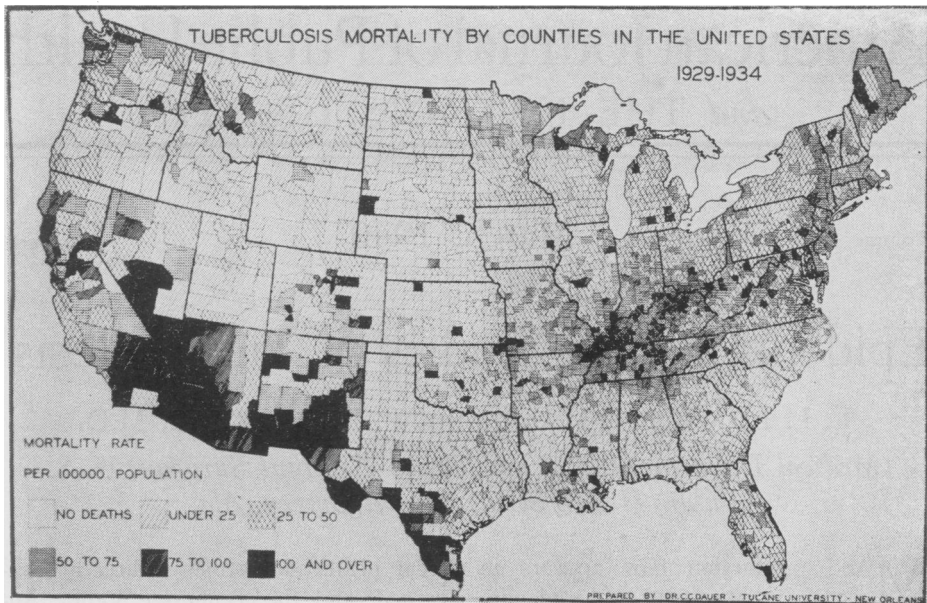 TUBERCULOSIS MORTALITY BY COUNTIES IN THE UNITED STATES
1929-1934
MORTALITY RATE
PER 100000 POPULATION
NO DEATHS
UNDER 25
25 TO 50
50 TO 75
75 TO 100
100 AND OVER
PREPARED BY DR.C.C.DAUER - TULANE UNIVERSITY - NEW ORLEANS